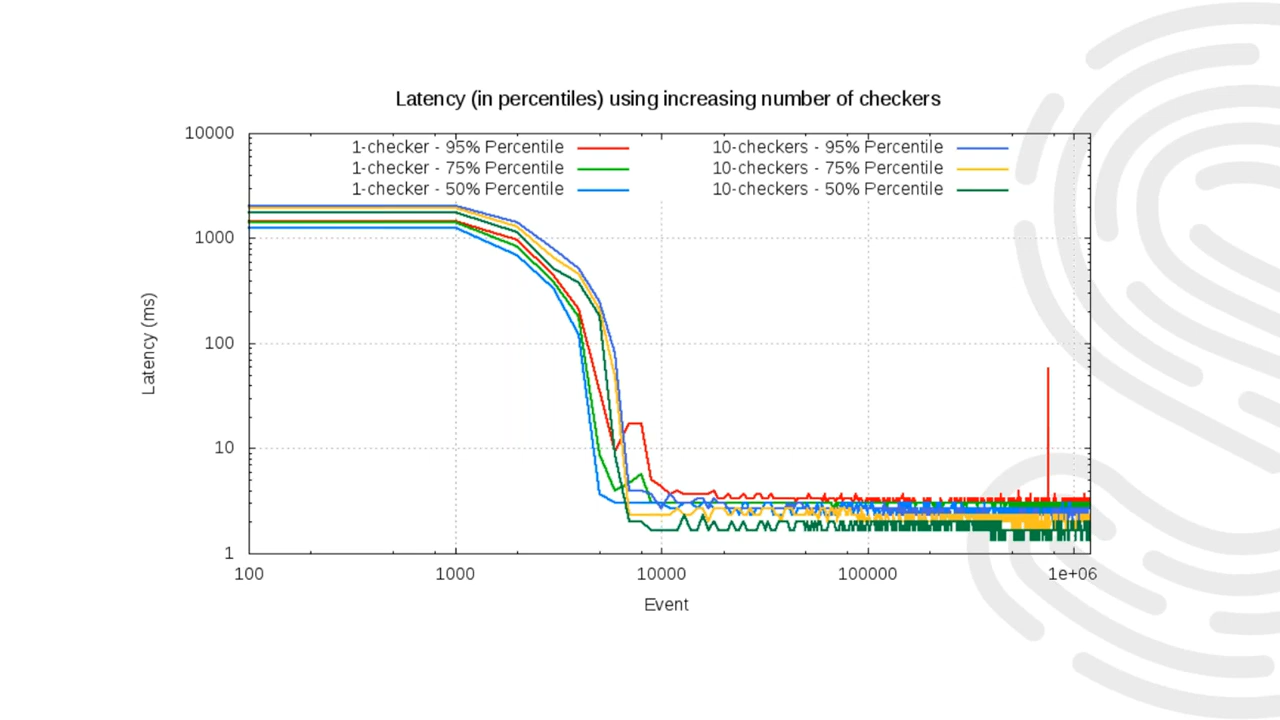 Latency (in percentiles) using increasing number of checkers
10000
1000
100
10
1
Latency (ms)
1-checker - 95% Percentile
1-checker - 75% Percentile
1-checker - 50% Percentile
10-checkers - 95% Percentile
10-checkers - 75% Percentile
10-checkers - 50% Percentile
100 1000 10000 100000 1e+06
Event